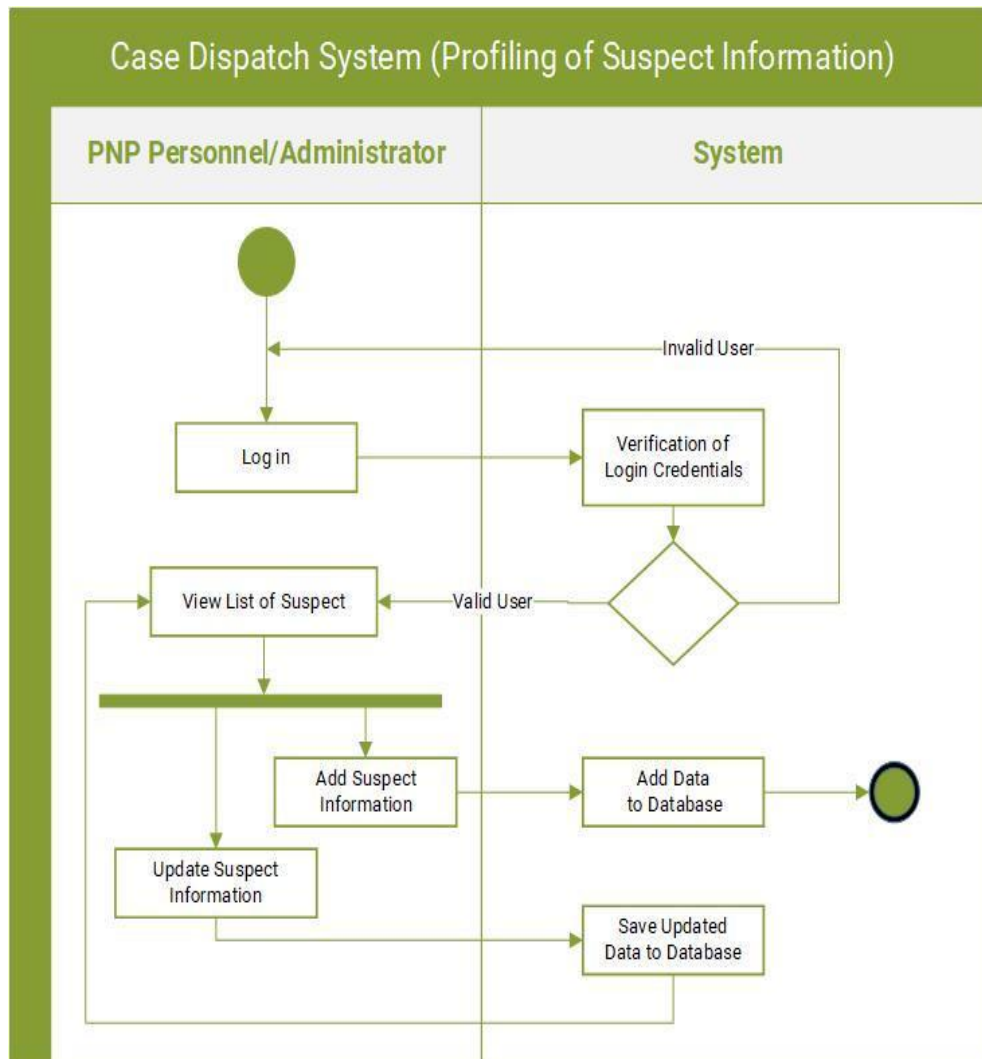 Case Dispatch System (Profiling of Suspect Information)
PNP Personnel/Administrator
System
Invalid User
Log in
Verification of
Login Credentials
View List of Suspect
Valid User
Add Suspect
Information
Add Data
to Database
Update Suspect
Information
Save Updated
Data to Database